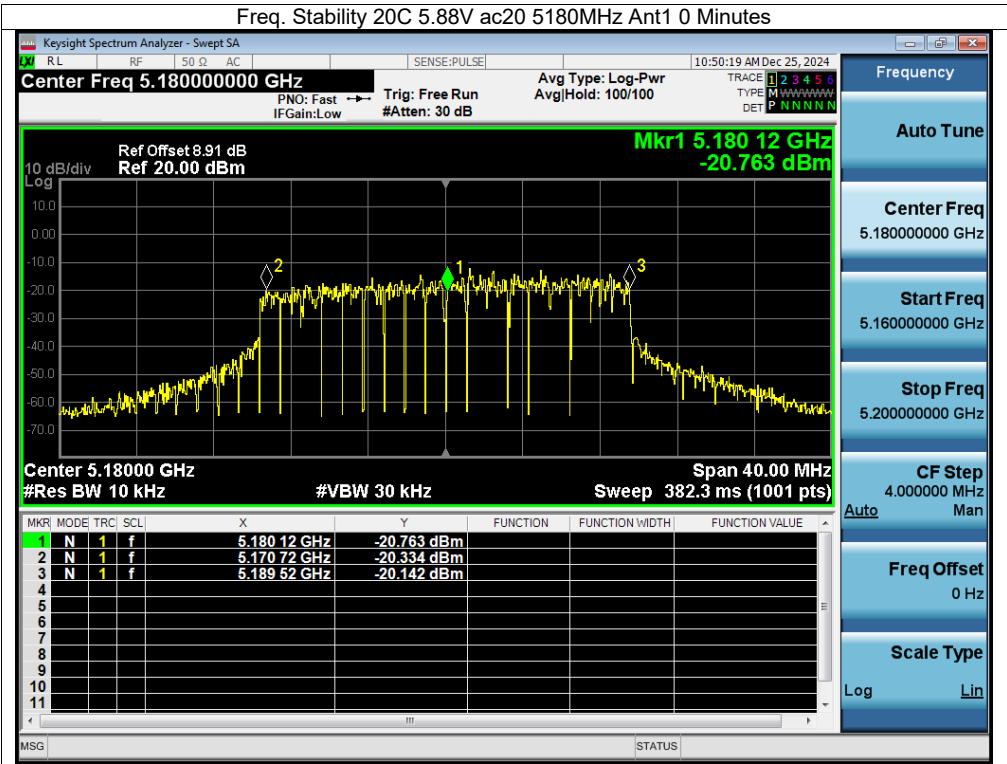 Freq. Stability 20C 5.88V ac20 5180MHz Ant1 0 Minutes
Keysight Spectrum Analyzer - Swept SA
LXI RL RF 50 Ω AC SENSE:PULSE 10:50:19 AM Dec 25, 2024
Center Freq 5.180000000 GHz
PNO: Fast
IFGain:Low
Trig: Free Run
#Atten: 30 dB
Avg Type: Log-Pwr
Avg|Hold: 100/100
TRACE 1 2 3 4 5 6
TYPE M WWWWW
DET P N N N N N
Ref Offset 8.91 dB
10 dB/div Ref 20.00 dBm
Log
Mkr1 5.180 12 GHz
-20.763 dBm
10.0
0.00
-10.0
-20.0
-30.0
-40.0
-50.0
-60.0
-70.0
2
1
3
Center 5.18000 GHz Span 40.00 MHz
#Res BW 10 kHz #VBW 30 kHz Sweep 382.3 ms (1001 pts)
MKR MODE TRC SCL X Y FUNCTION FUNCTION WIDTH FUNCTION VALUE
1 N 1 f 5.180 12 GHz -20.763 dBm
2 N 1 f 5.170 72 GHz -20.334 dBm
3 N 1 f 5.189 52 GHz -20.142 dBm
4
5
6
7
8
9
10
11
MSG STATUS
Frequency
Auto Tune
Center Freq
5.180000000 GHz
Start Freq
5.160000000 GHz
Stop Freq
5.200000000 GHz
CF Step
4.000000 MHz
Auto Man
Freq Offset
0 Hz
Scale Type
Log Lin